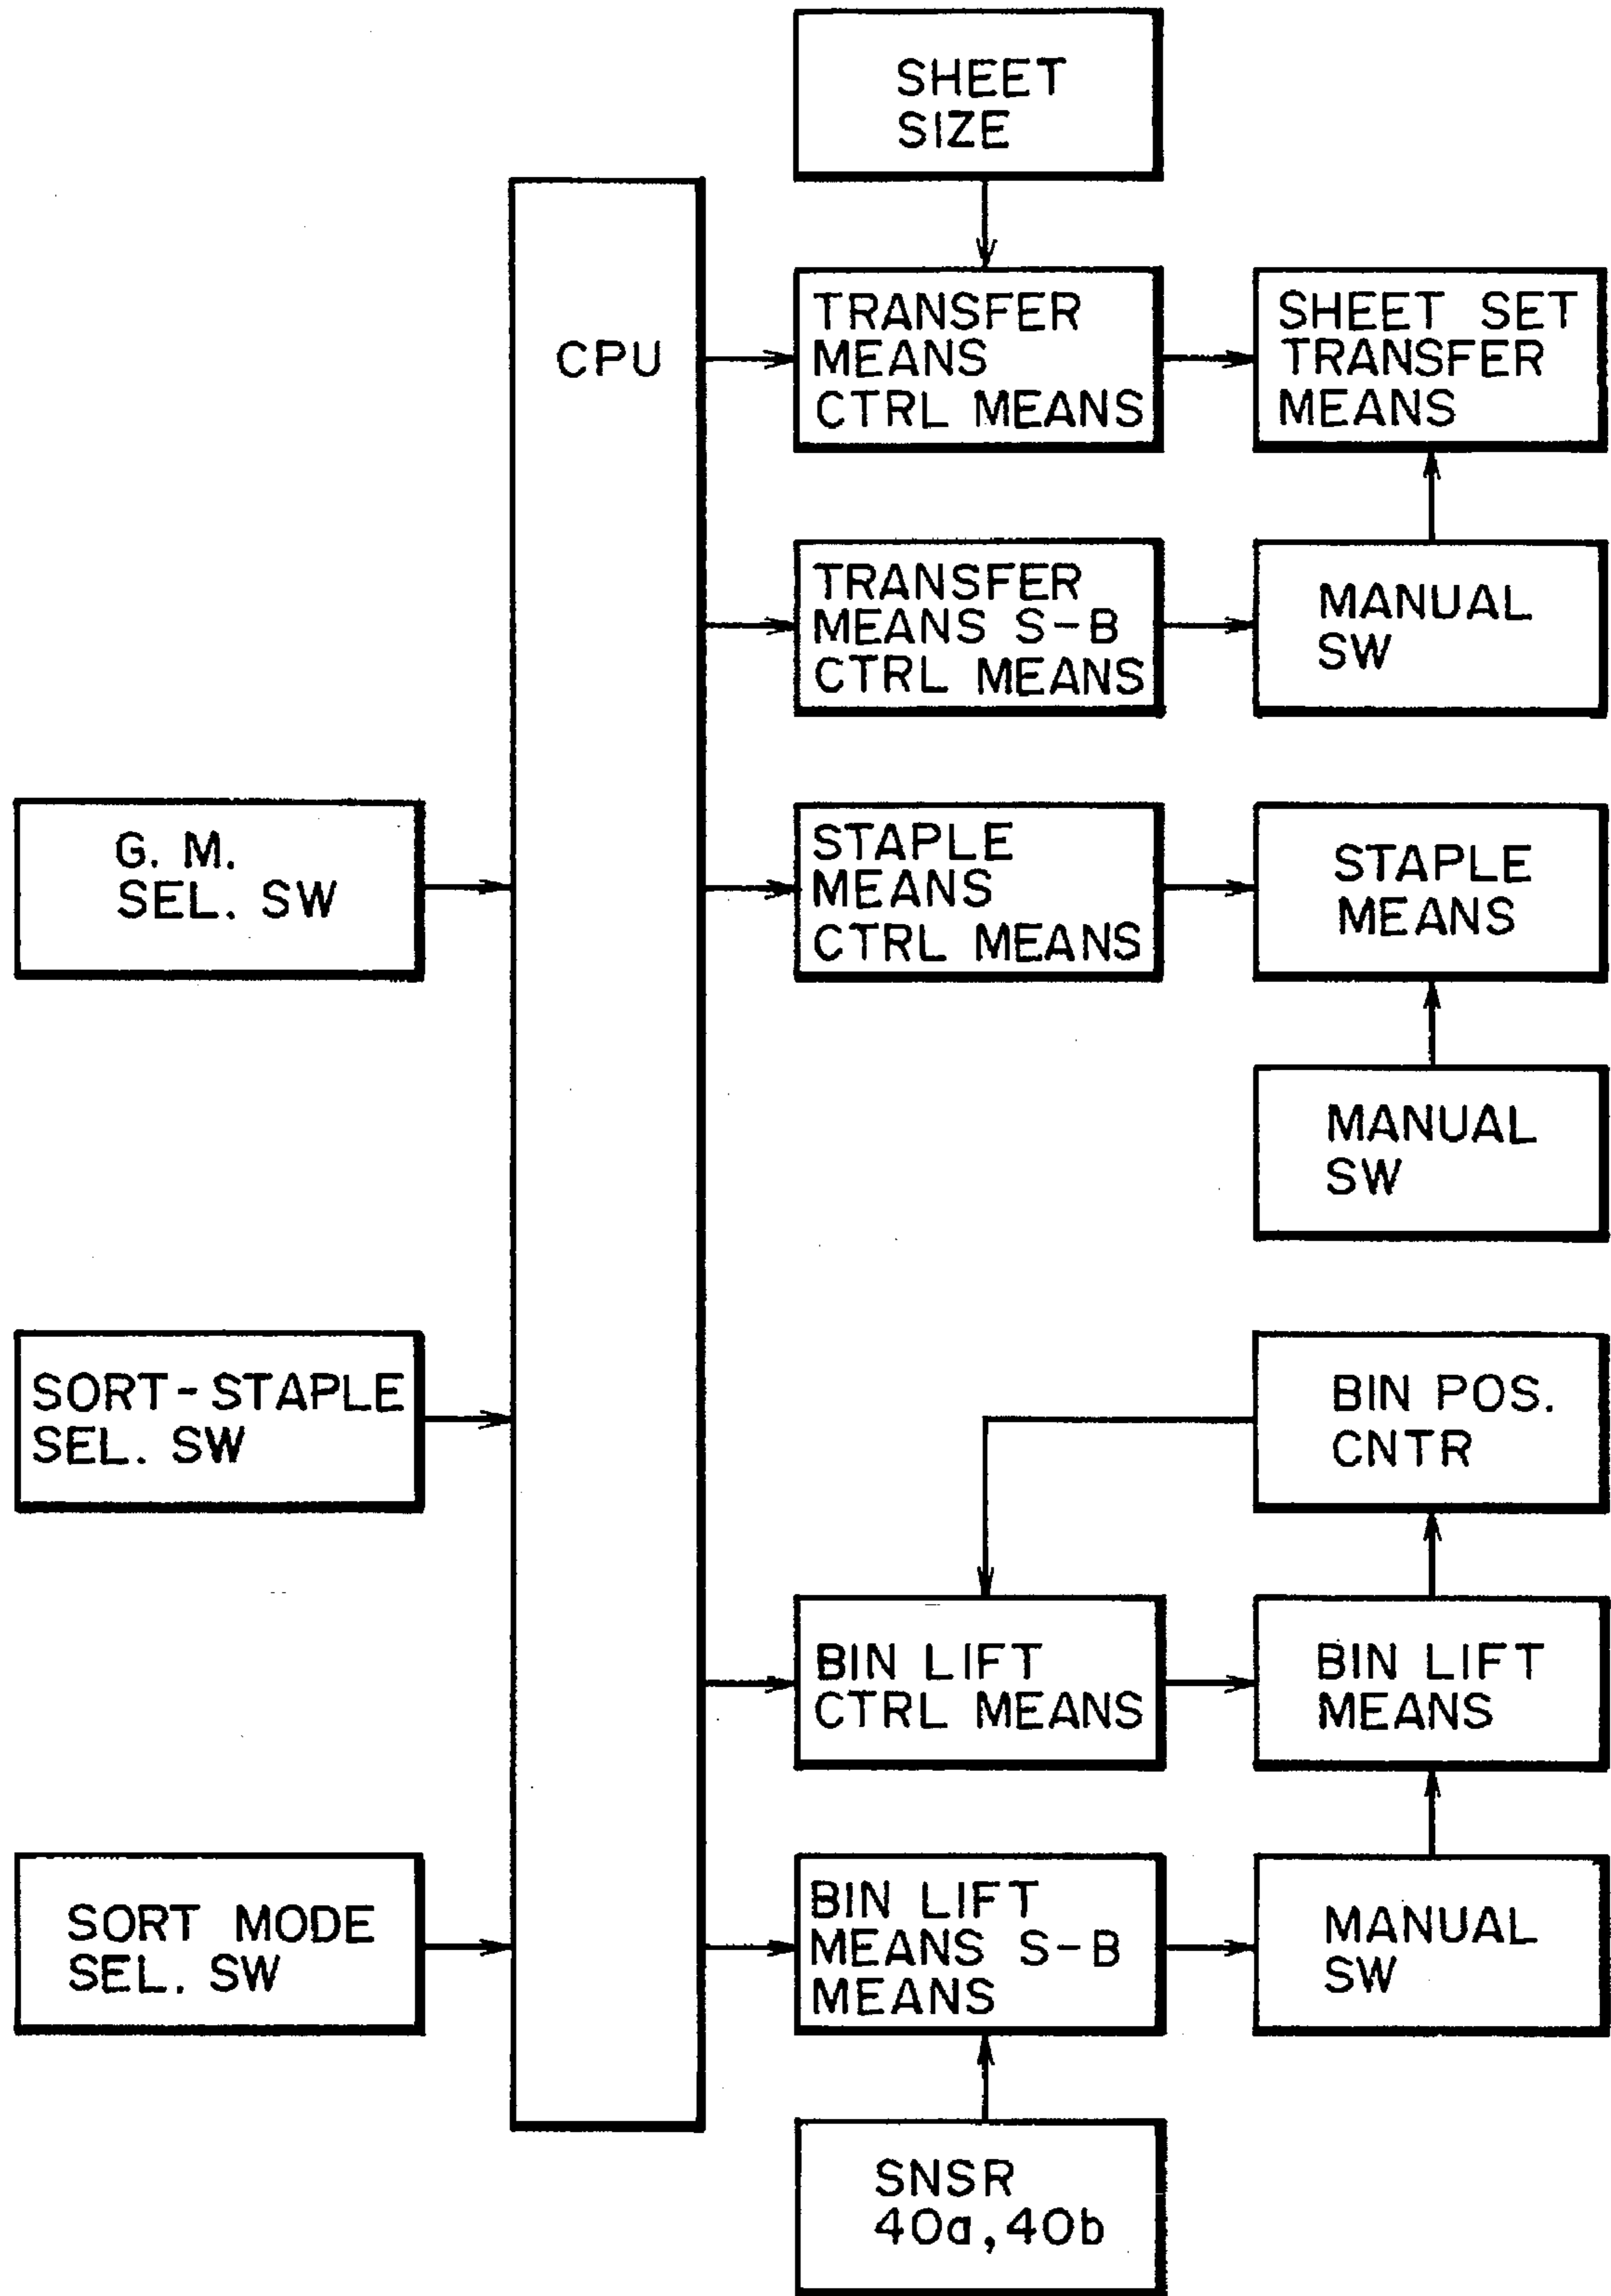 SHEET
SIZE
CPU
TRANSFER
MEANS
CTRL MEANS
SHEET SET
TRANSFER
MEANS
TRANSFER
MEANS S-B
CTRL MEANS
MANUAL
SW
G. M.
SEL. SW
STAPLE
MEANS
CTRL MEANS
STAPLE
MEANS
MANUAL
SW
SORT-STAPLE
SEL. SW
BIN POS.
CNTR
BIN LIFT
CTRL MEANS
BIN LIFT
MEANS
SORT MODE
SEL. SW
BIN LIFT
MEANS S-B
MEANS
MANUAL
SW
SNSR
40a, 40b